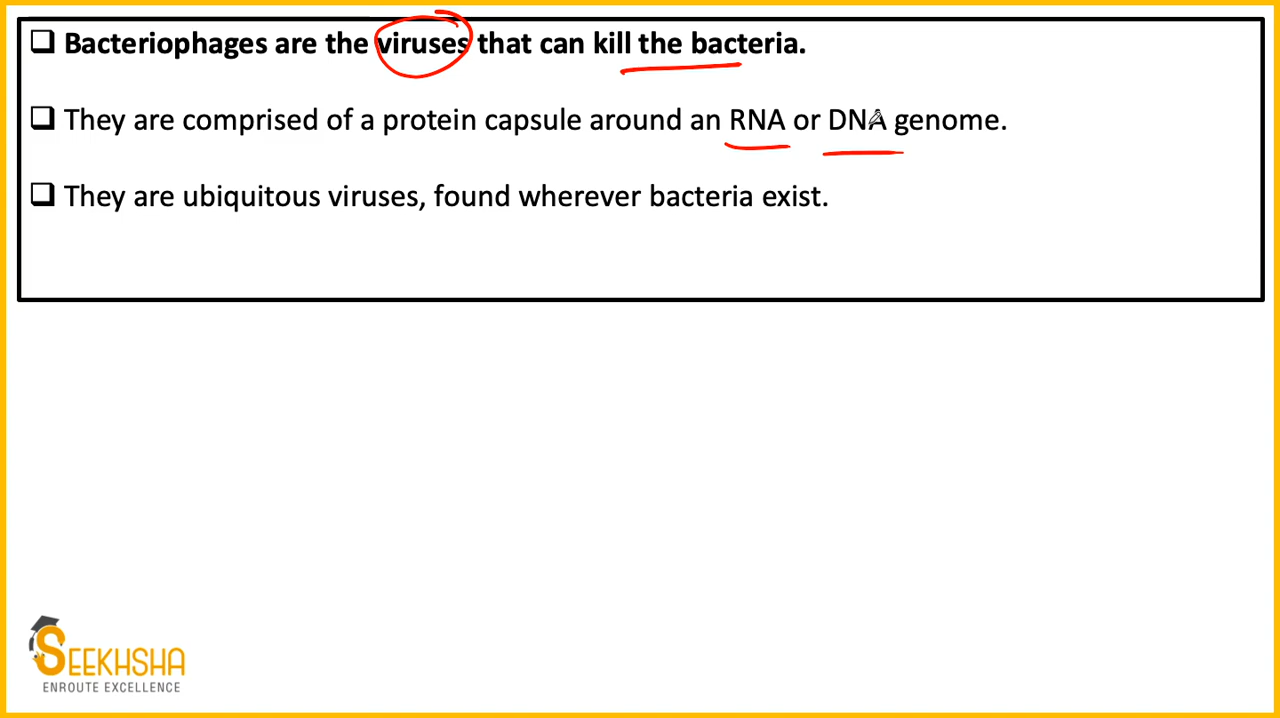 Bacteriophages are the viruses that can kill the bacteria.
They are comprised of a protein capsule around an RNA or DNA genome.
They are ubiquitous viruses, found wherever bacteria exist.
SEEKHSHA
ENROUTE EXCELLENCE